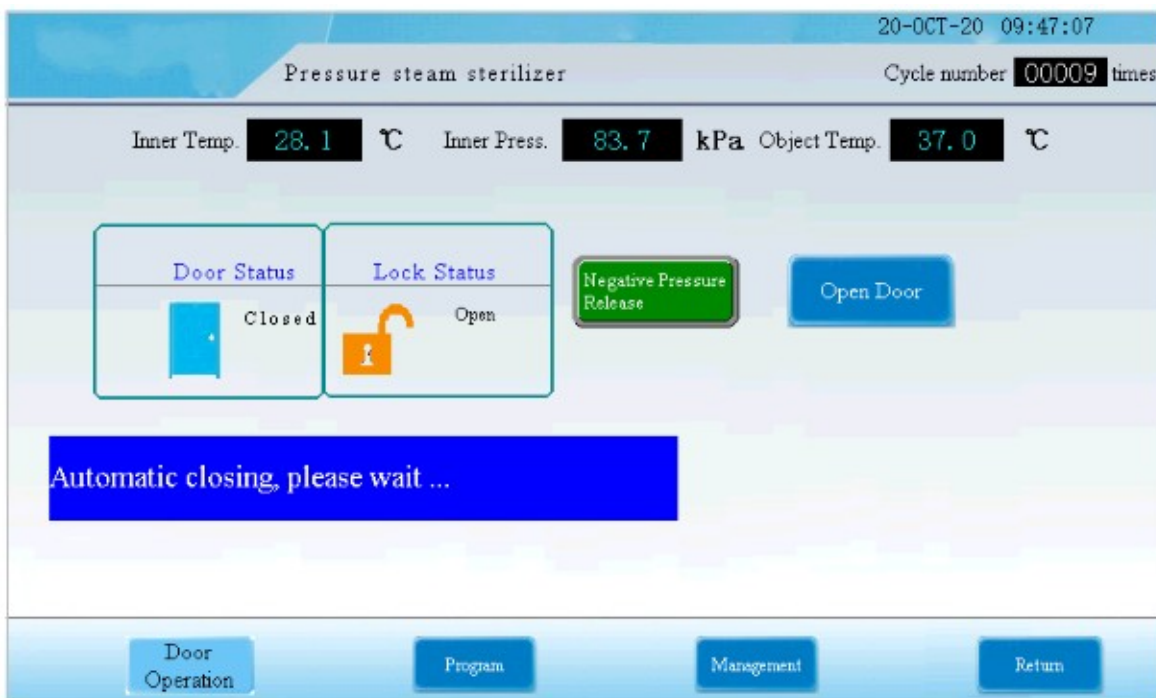 20-OCT-20 09:47:07
Pressure steam sterilizer
Cycle number 00009 times
Inner Temp. 28.1 ℃ Inner Press. 83.7 kPa Object Temp. 37.0 ℃
Door Status
Closed
Lock Status
Open
Negative Pressure
Release
Open Door
Automatic closing, please wait ...
Door
Operation
Program
Management
Return